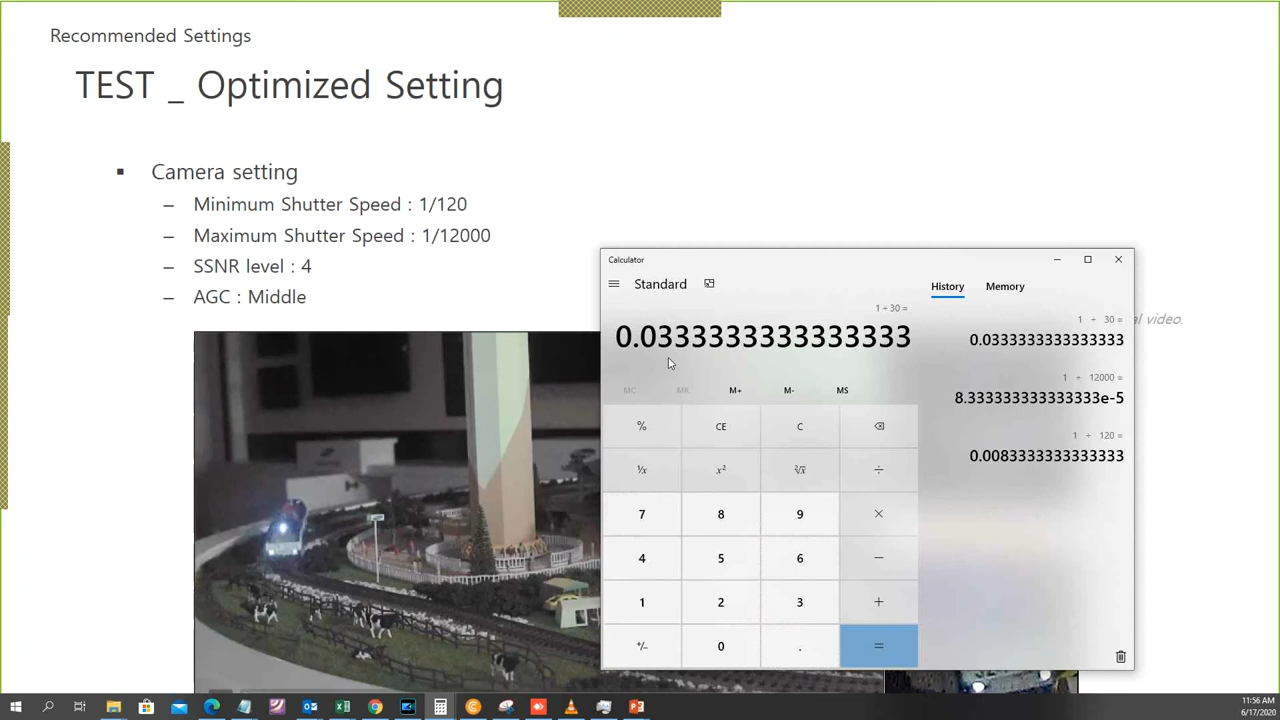 Recommended Settings
TEST _ Optimized Setting
▪ Camera setting
– Minimum Shutter Speed : 1/120
– Maximum Shutter Speed : 1/12000
– SSNR level : 4
– AGC : Middle
al video.
Calculator
Standard
1 ÷ 30 =
0.0333333333333333
MC MR M+ M- MS
% CE C ⌫
⅟x x² ²√x ÷
7 8 9 ×
4 5 6 −
1 2 3 +
+/- 0 . =
History Memory
1 ÷ 30 =
0.0333333333333333
1 ÷ 12000 =
8.333333333333333e-5
1 ÷ 120 =
0.0083333333333333
11:56 AM
6/17/2020